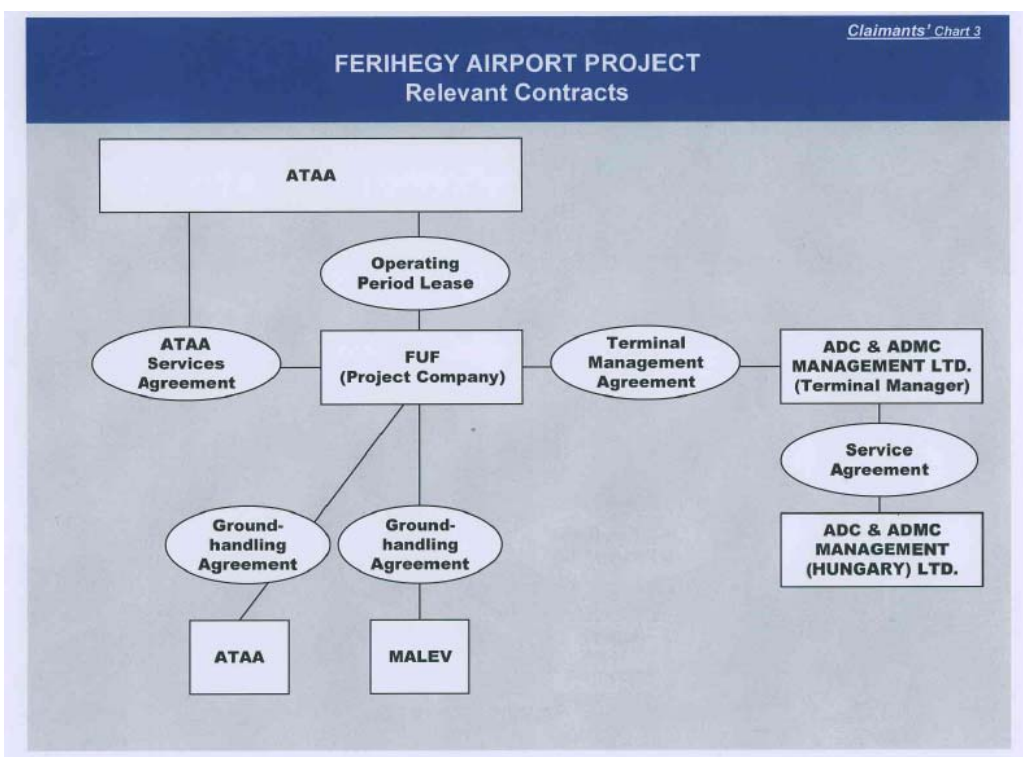 Claimants' Chart 3
FERIHEGY AIRPORT PROJECT
Relevant Contracts
ATAA
Operating
Period Lease
ATAA
Services
Agreement
FUF
(Project Company)
Terminal
Management
Agreement
ADC & ADMC
MANAGEMENT LTD.
(Terminal Manager)
Service
Agreement
Ground-
handling
Agreement
Ground-
handling
Agreement
ADC & ADMC
MANAGEMENT
(HUNGARY) LTD.
ATAA
MALEV